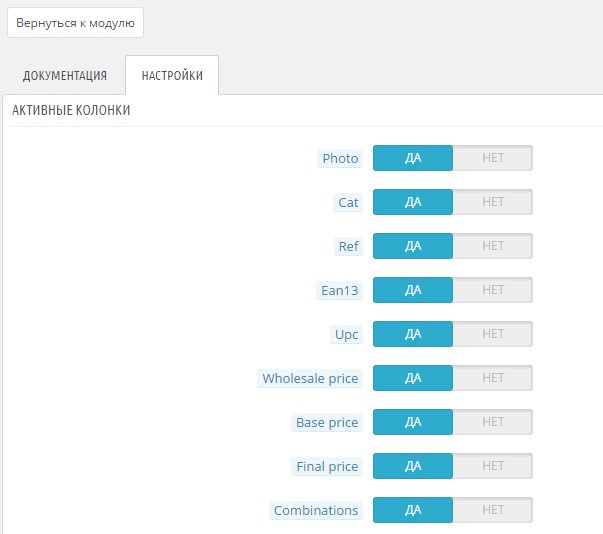 Вернуться к модулю
ДОКУМЕНТАЦИЯ НАСТРОЙКИ
АКТИВНЫЕ КОЛОНКИ
Photo ДА НЕТ
Cat ДА НЕТ
Ref ДА НЕТ
Ean13 ДА НЕТ
Upc ДА НЕТ
Wholesale price ДА НЕТ
Base price ДА НЕТ
Final price ДА НЕТ
Combinations ДА НЕТ